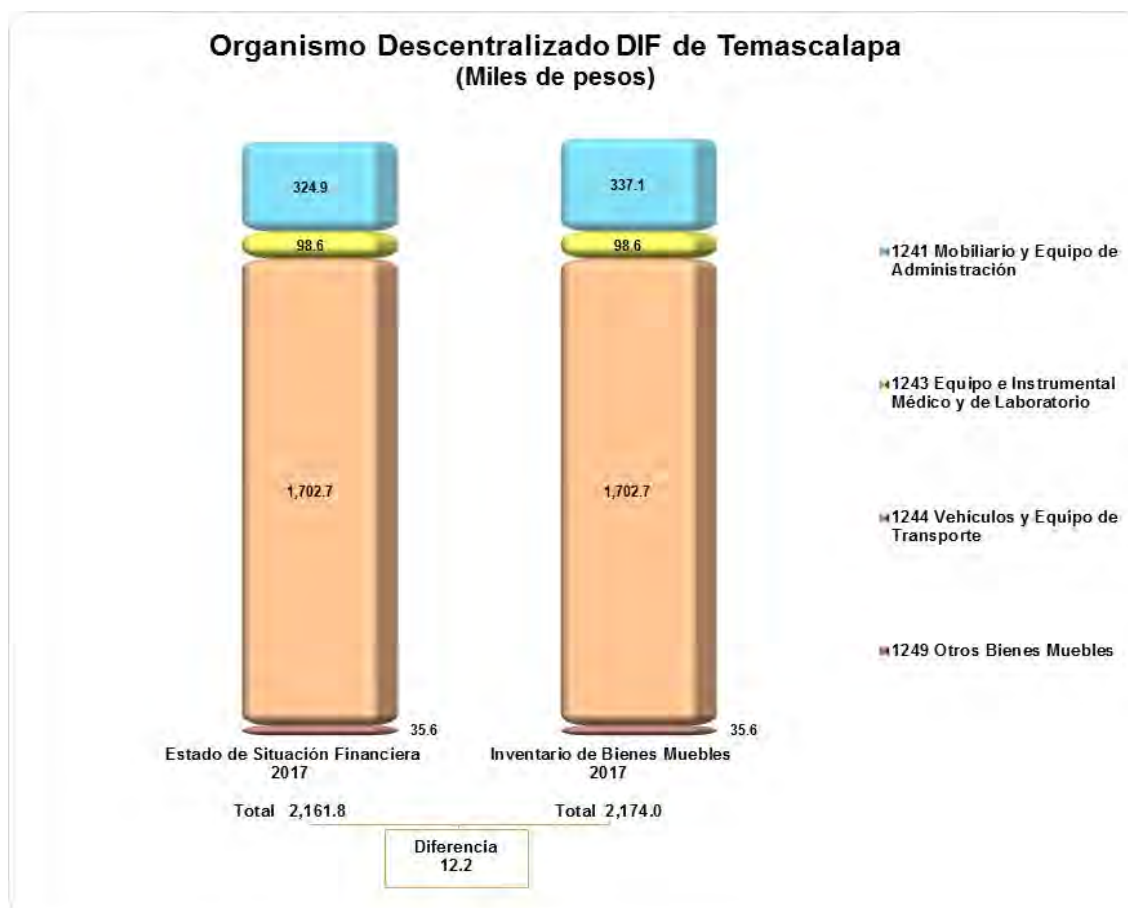 Organismo Descentralizado DIF de Temascalapa
(Miles de pesos)
324.9
337.1
98.6
98.6
1,702.7
1,702.7
35.6
35.6
1241 Mobiliario y Equipo de
Administración
1243 Equipo e Instrumental
Médico y de Laboratorio
1244 Vehículos y Equipo de
Transporte
1249 Otros Bienes Muebles
Estado de Situación Financiera
2017
Inventario de Bienes Muebles
2017
Total 2,161.8
Total 2,174.0
Diferencia
12.2